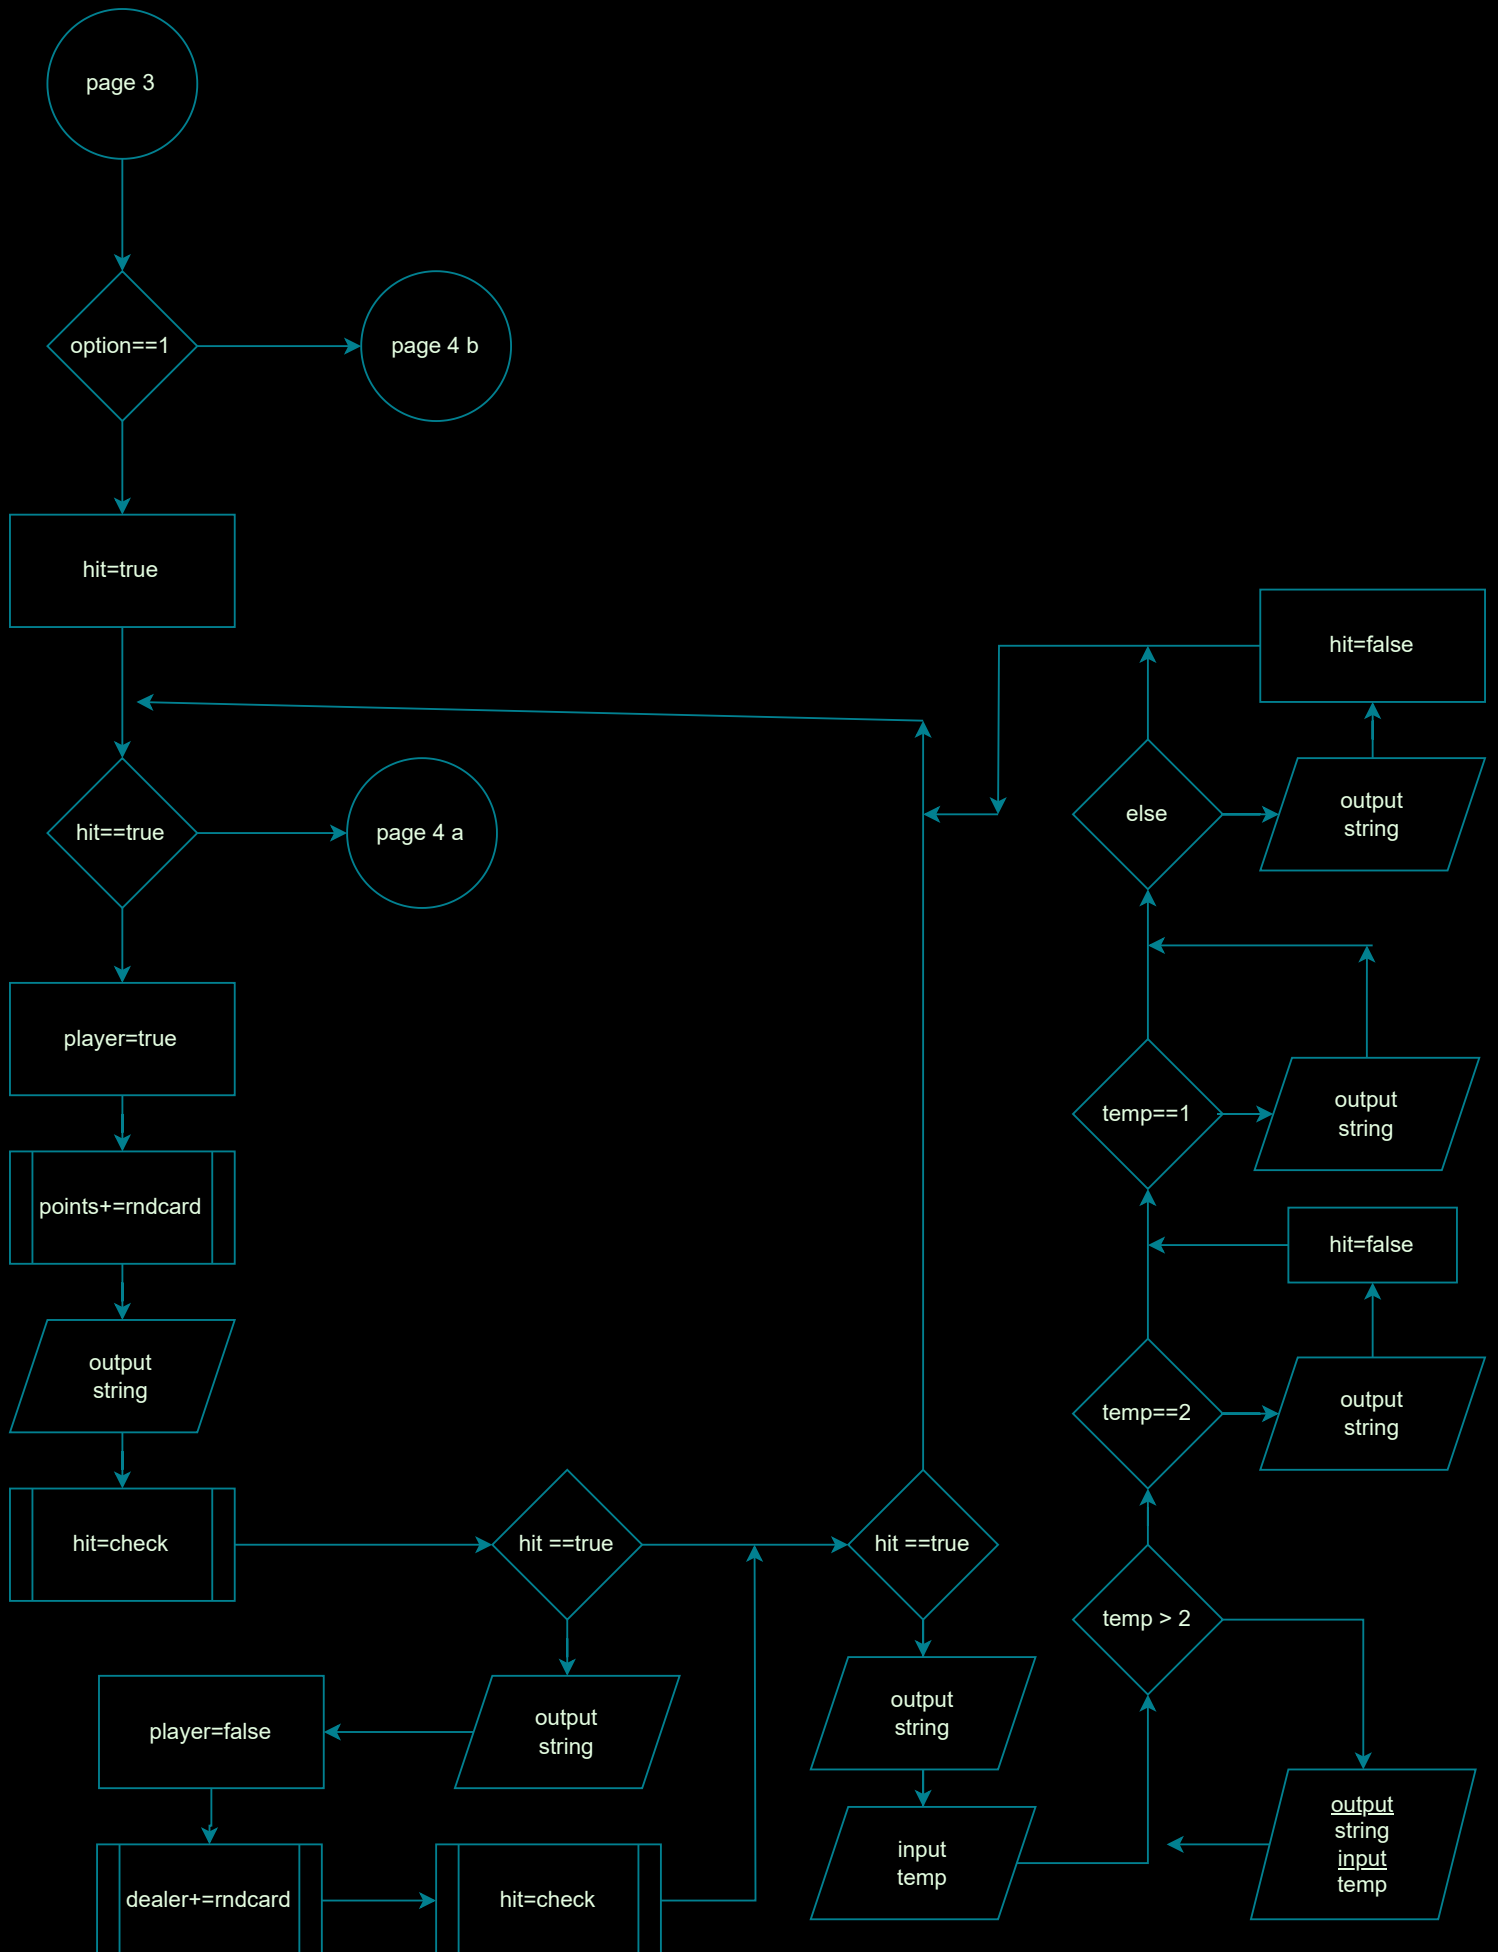 page 3
option==1
page 4 b
hit=true
hit=false
output
string
else
hit==true
page 4 a
player=true
temp==1
output
string
points+=rndcard
hit=false
output
string
temp==2
output
string
hit=check
hit ==true
hit ==true
temp > 2
output
string
player=false
output
string
output
string
input
temp
input
temp
dealer+=rndcard
hit=check